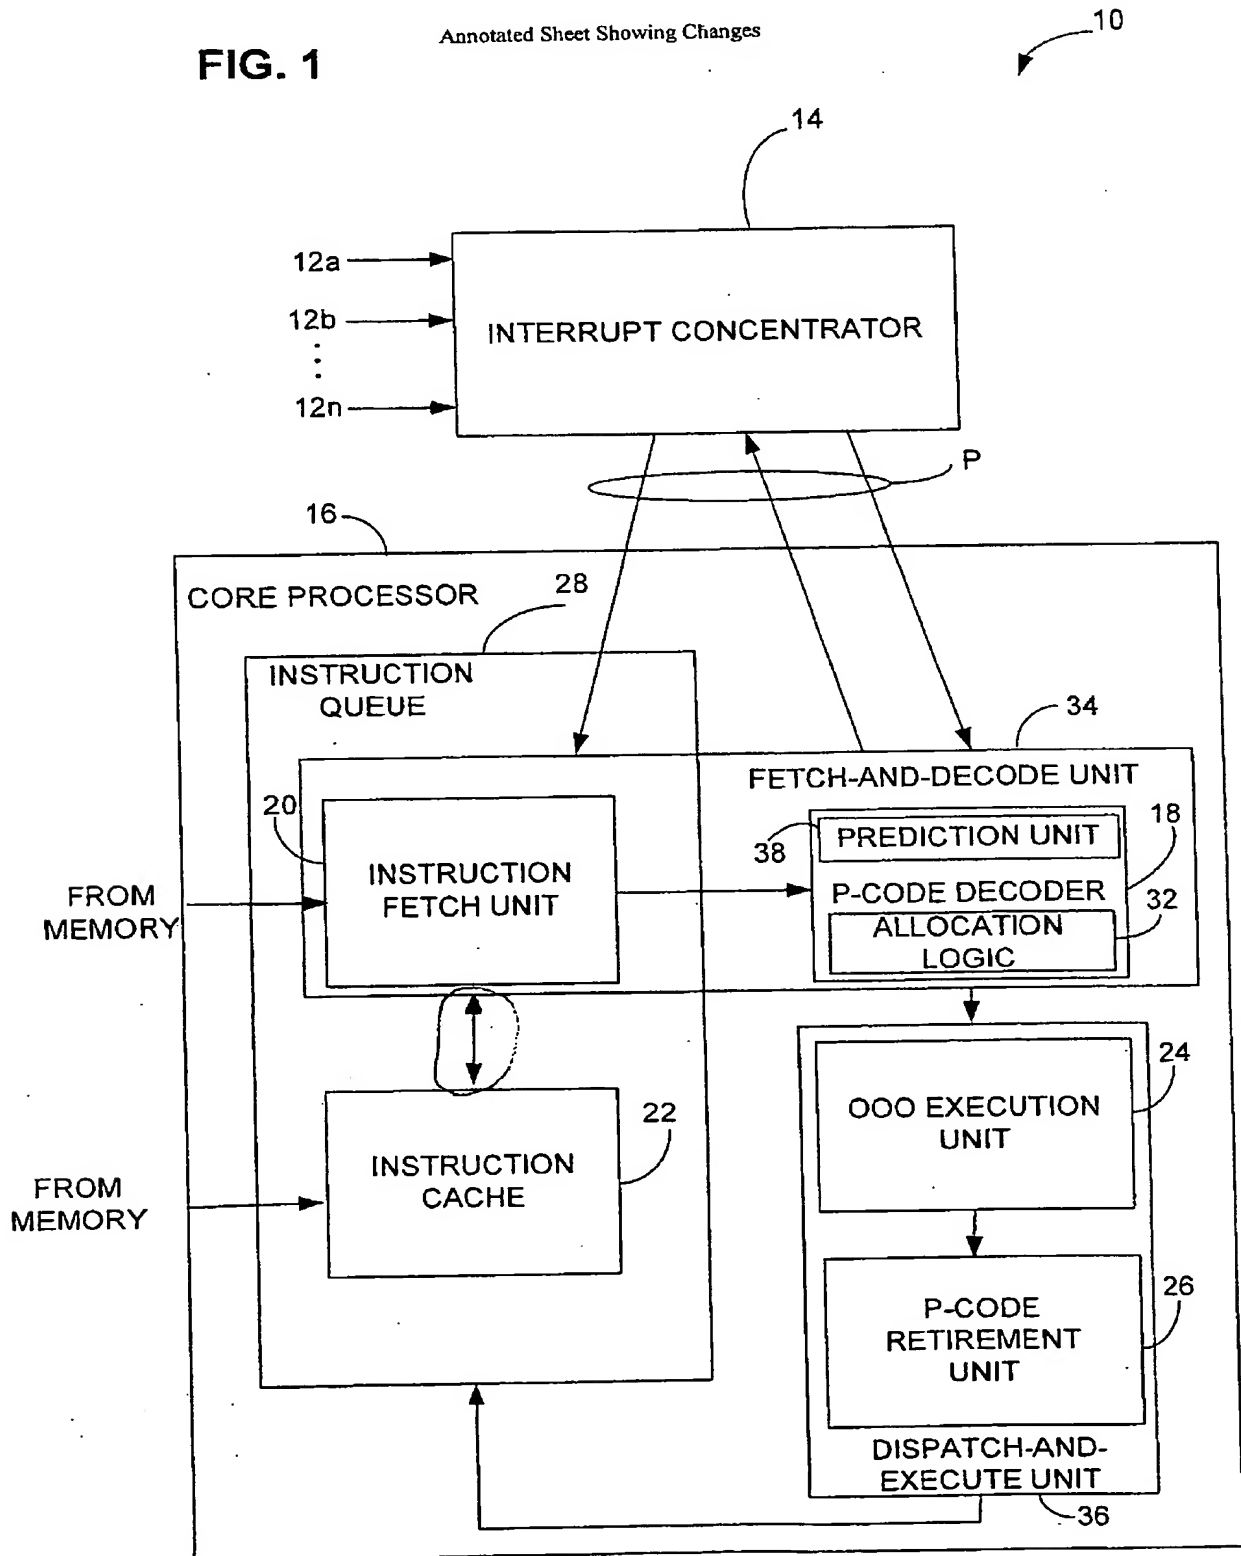 Annotated Sheet Showing Changes
10
FIG. 1
14
12a
12b
12n
INTERRUPT CONCENTRATOR
P
16
CORE PROCESSOR
28
INSTRUCTION
QUEUE
34
FETCH-AND-DECODE UNIT
20
INSTRUCTION
FETCH UNIT
38
PREDICTION UNIT
18
P-CODE DECODER
ALLOCATION
LOGIC
32
FROM
MEMORY
24
OOO EXECUTION
UNIT
22
INSTRUCTION
CACHE
FROM
MEMORY
26
P-CODE
RETIREMENT
UNIT
DISPATCH-AND-
EXECUTE UNIT
36